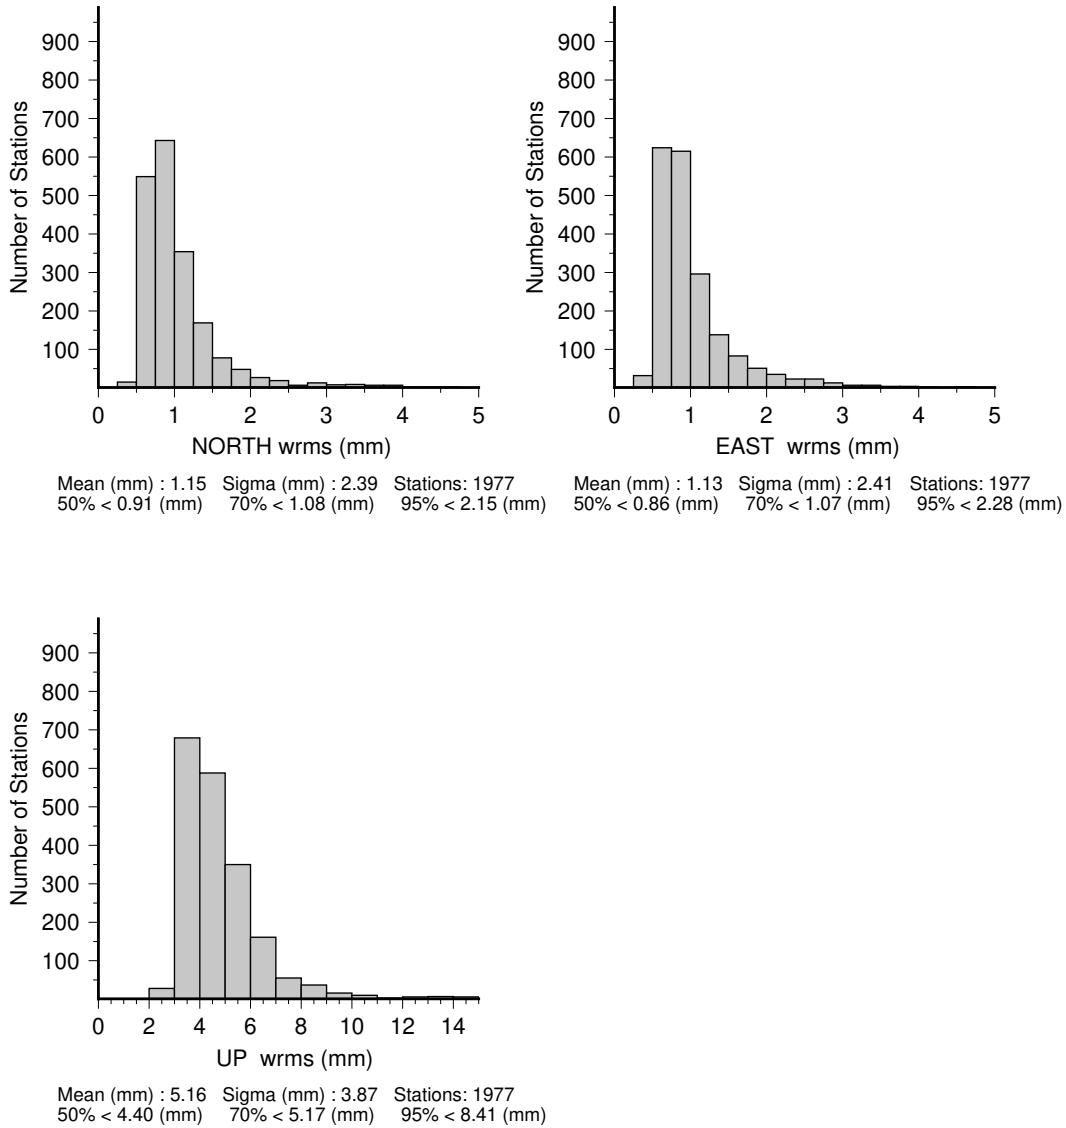 900
800
700
600
500
400
300
200
100
Number of Stations
0 1 2 3 4 5
NORTH wrms (mm)
Mean (mm) : 1.15 Sigma (mm) : 2.39 Stations: 1977
50% < 0.91 (mm) 70% < 1.08 (mm) 95% < 2.15 (mm)
900
800
700
600
500
400
300
200
100
Number of Stations
0 1 2 3 4 5
EAST wrms (mm)
Mean (mm) : 1.13 Sigma (mm) : 2.41 Stations: 1977
50% < 0.86 (mm) 70% < 1.07 (mm) 95% < 2.28 (mm)
900
800
700
600
500
400
300
200
100
Number of Stations
0 2 4 6 8 10 12 14
UP wrms (mm)
Mean (mm) : 5.16 Sigma (mm) : 3.87 Stations: 1977
50% < 4.40 (mm) 70% < 5.17 (mm) 95% < 8.41 (mm)